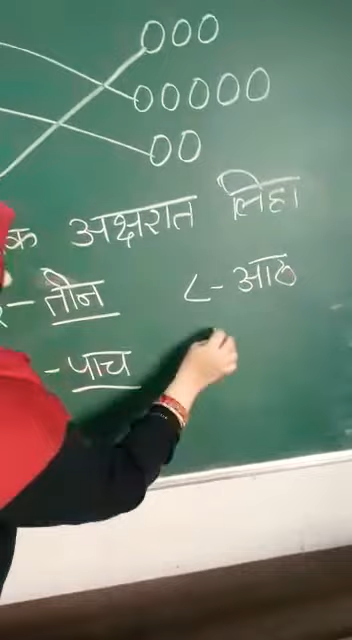 क अक्षरात लिहा
- तीन ८ - आठ
- पाच